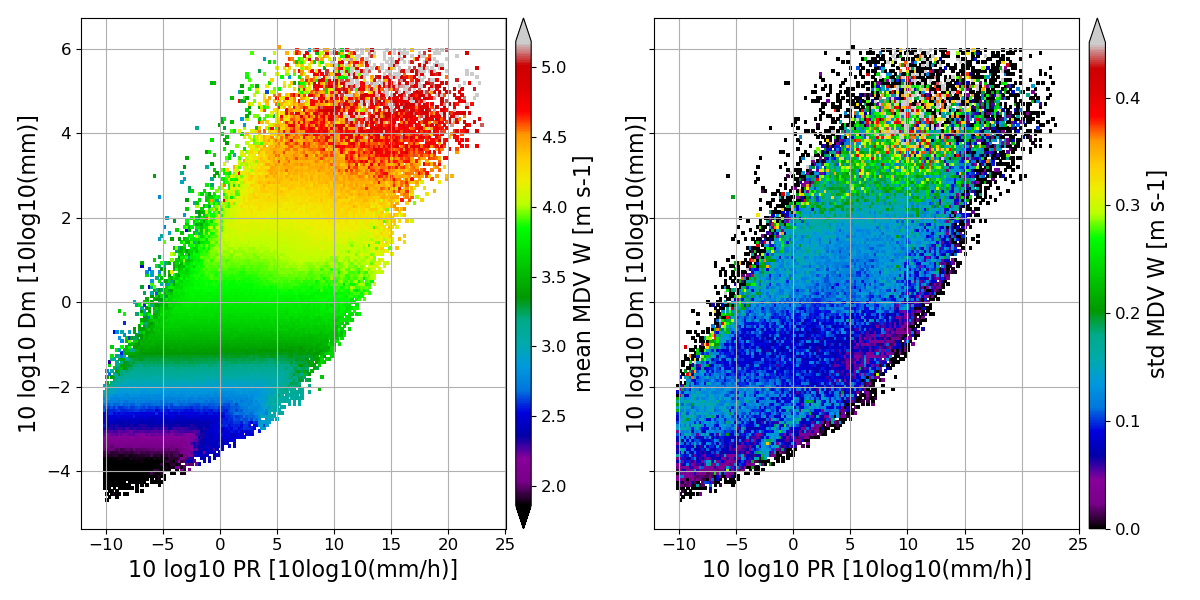 6
4
2
0
−2
−4
10 log10 Dm [10log10(mm)]
−10 −5 0 5 10 15 20 25
10 log10 PR [10log10(mm/h)]
5.0
4.5
4.0
3.5
3.0
2.5
2.0
mean MDV W [m s-1]
10 log10 Dm [10log10(mm)]
−10 −5 0 5 10 15 20 25
10 log10 PR [10log10(mm/h)]
0.4
0.3
0.2
0.1
0.0
std MDV W [m s-1]